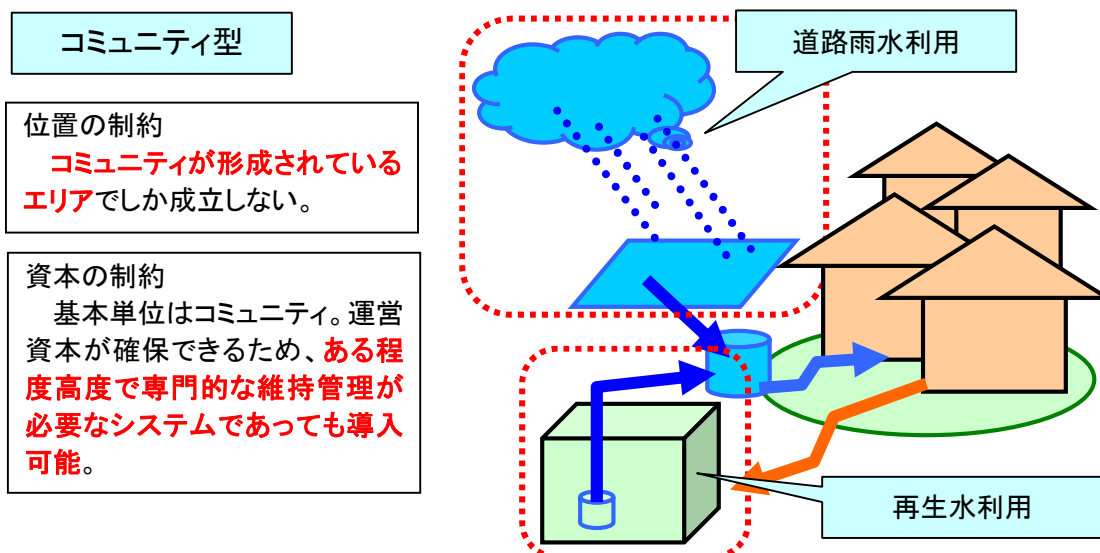 コミュニティ型
道路雨水利用
位置の制約
　コミュニティが形成されている
エリアでしか成立しない。
資本の制約
　基本単位はコミュニティ。運営
資本が確保できるため、ある程
度高度で専門的な維持管理が
必要なシステムであっても導入
可能。
再生水利用